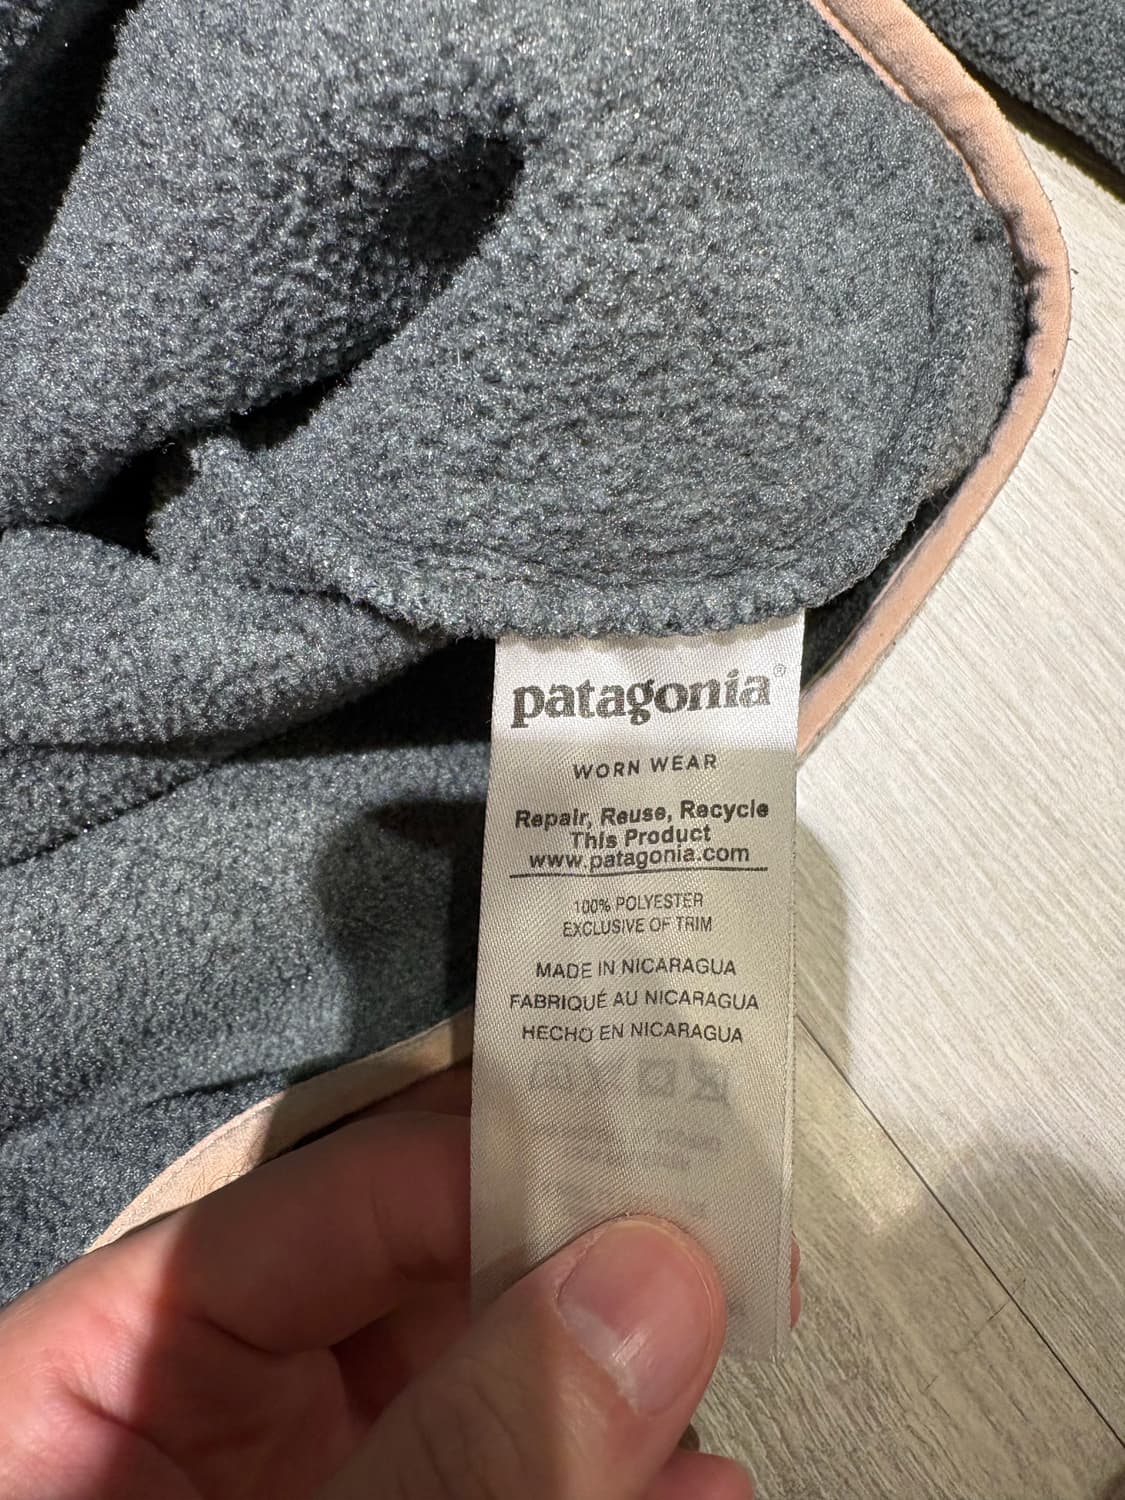 patagonia®
WORN WEAR
Repair, Reuse, Recycle
This Product
www.patagonia.com
100% POLYESTER
EXCLUSIVE OF TRIM
MADE IN NICARAGUA
FABRIQUÉ AU NICARAGUA
HECHO EN NICARAGUA